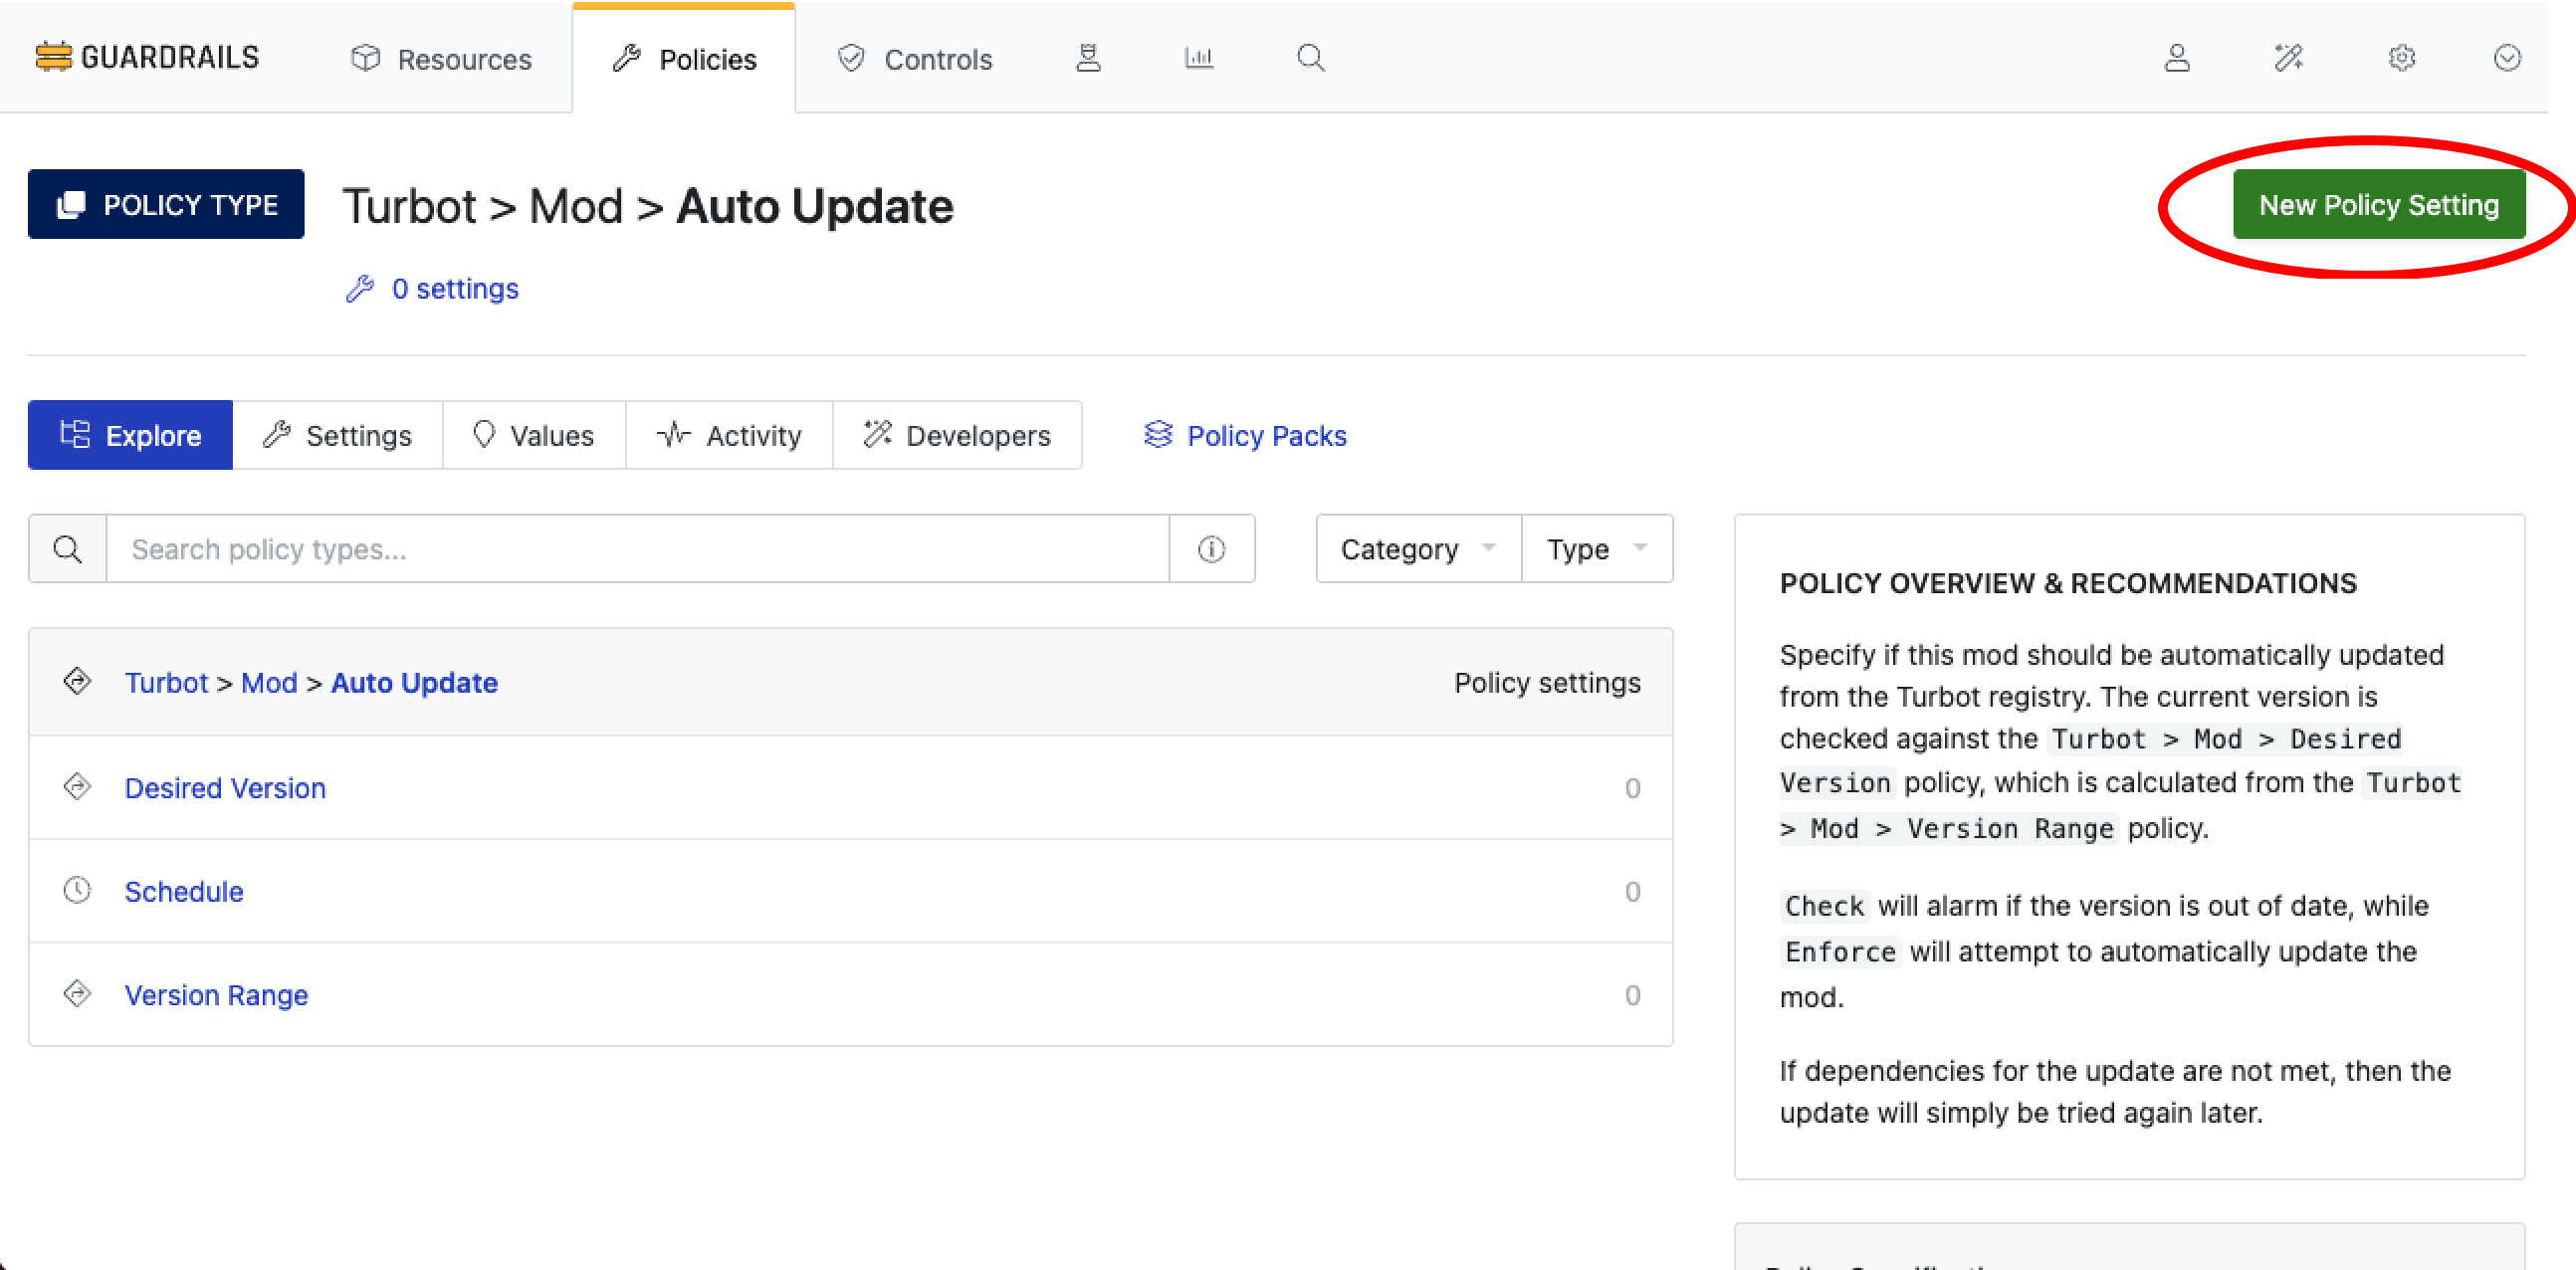 GUARDRAILS
Resources
Policies
Controls
POLICY TYPE
Turbot > Mod > Auto Update
New Policy Setting
0 settings
Explore
Settings
Values
Activity
Developers
Policy Packs
Search policy types...
Category
Type
Turbot > Mod > Auto Update
Policy settings
Desired Version
0
Schedule
0
Version Range
0
POLICY OVERVIEW & RECOMMENDATIONS
Specify if this mod should be automatically updated
from the Turbot registry. The current version is
checked against the Turbot > Mod > Desired
Version policy, which is calculated from the Turbot
> Mod > Version Range policy.
Check will alarm if the version is out of date, while
Enforce will attempt to automatically update the
mod.
If dependencies for the update are not met, then the
update will simply be tried again later.